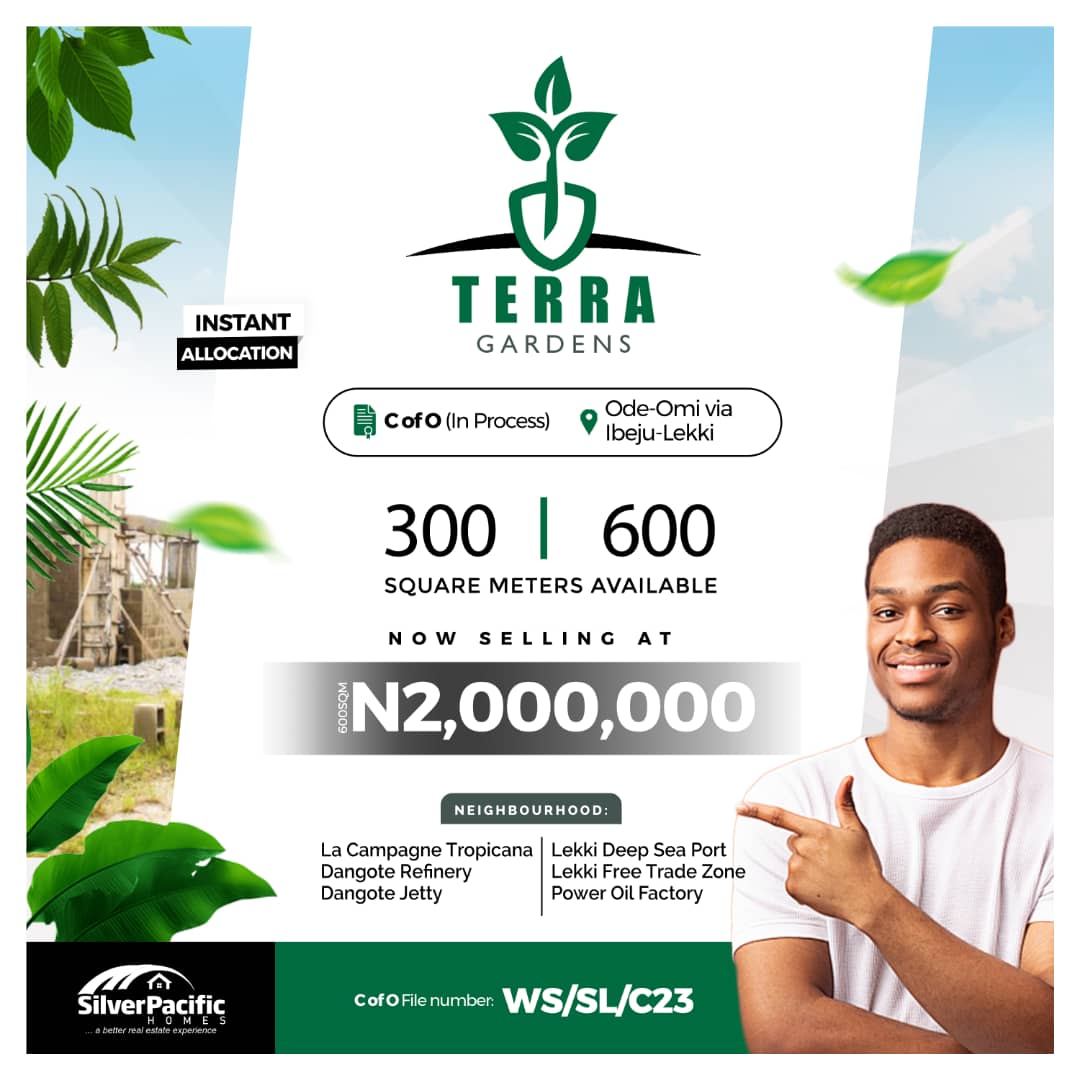 TERRA
GARDENS
INSTANT
ALLOCATION
C of O (In Process)
Ode-Omi via
Ibeju-Lekki
300 | 600
SQUARE METERS AVAILABLE
NOW SELLING AT
600SQM
N2,000,000
NEIGHBOURHOOD:
La Campagne Tropicana
Dangote Refinery
Dangote Jetty
Lekki Deep Sea Port
Lekki Free Trade Zone
Power Oil Factory
SilverPacific
HOMES
... a better real estate experience
C of O File number: WS/SL/C23